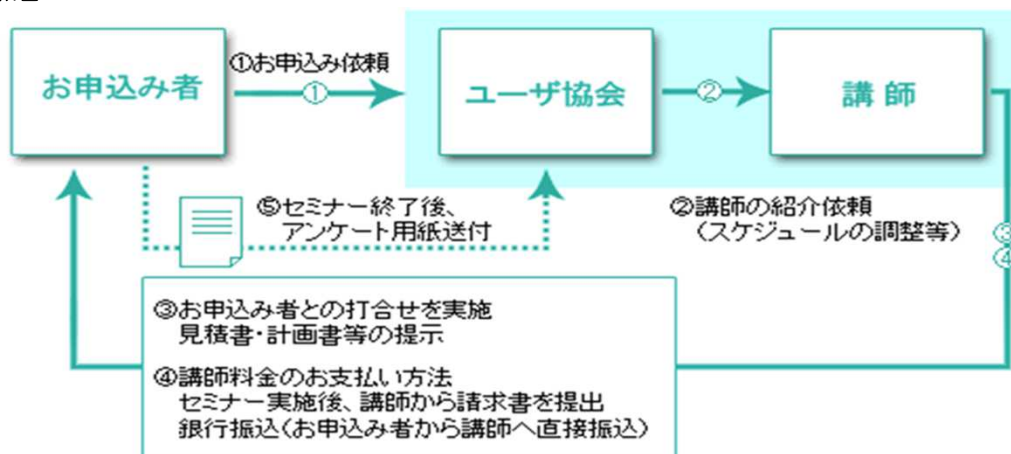 お申込み者
①お申込み依頼
①
ユーザ協会
②
講師
⑤セミナー終了後、
アンケート用紙送付
②講師の紹介依頼
（スケジュールの調整等）
③
④
③お申込み者との打合せを実施
見積書・計画書等の提示
④講師料金のお支払い方法
セミナー実施後、講師から請求書を提出
銀行振込（お申込み者から講師へ直接振込）